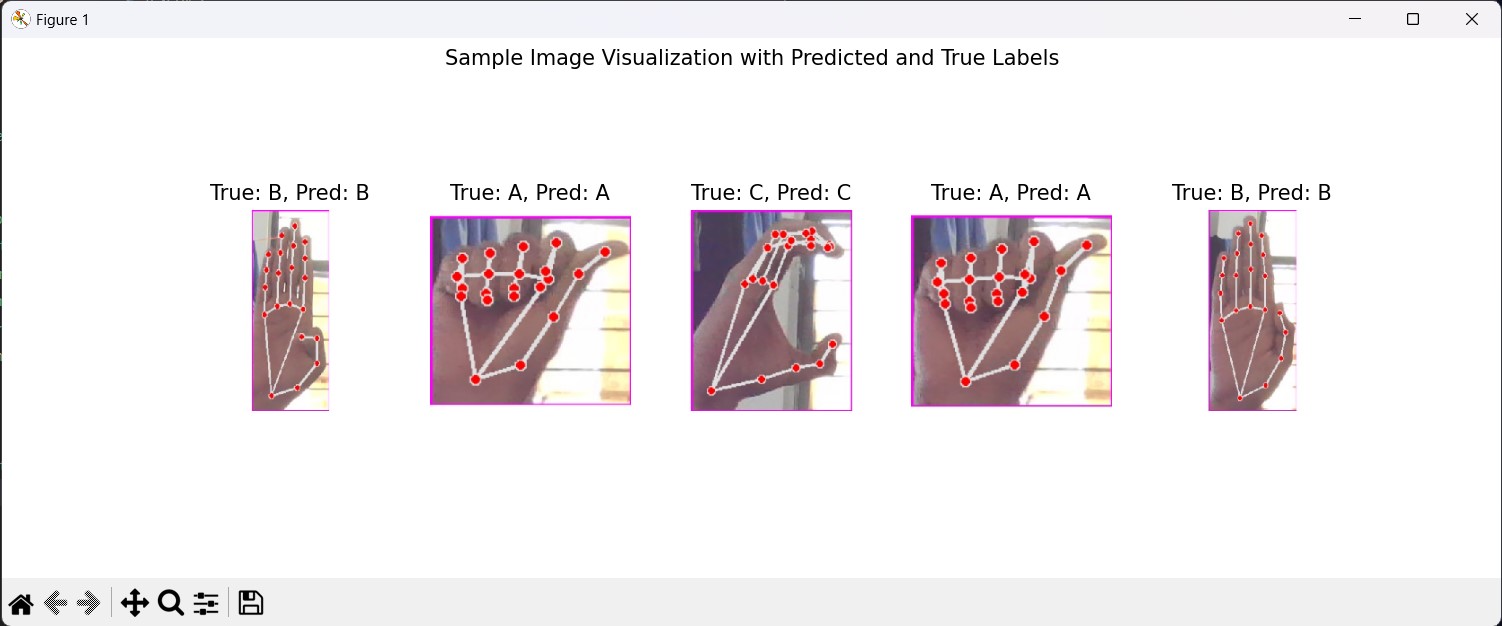 Figure 1
Sample Image Visualization with Predicted and True Labels
True: B, Pred: B
True: A, Pred: A
True: C, Pred: C
True: A, Pred: A
True: B, Pred: B